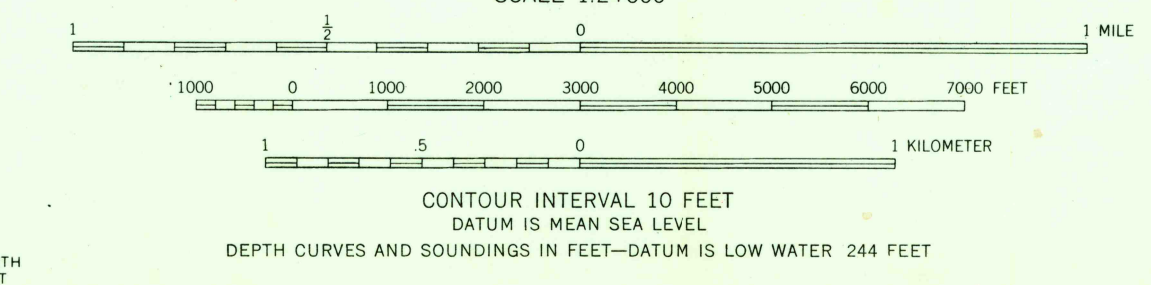 1 ½ 0 1 MILE
1000 0 1000 2000 3000 4000 5000 6000 7000 FEET
1 .5 0 1 KILOMETER
CONTOUR INTERVAL 10 FEET
DATUM IS MEAN SEA LEVEL
DEPTH CURVES AND SOUNDINGS IN FEET—DATUM IS LOW WATER 244 FEET
TH
T